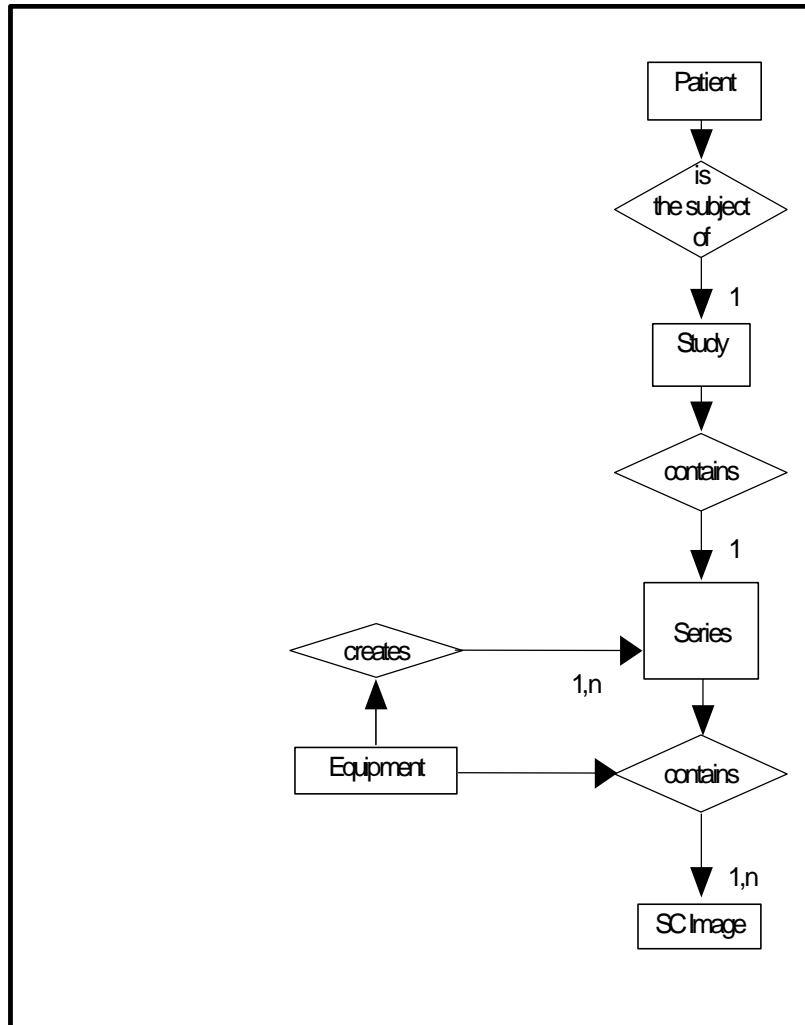 Patient
is
the subject
of
1
Study
contains
1
Series
creates
1,n
Equipment
contains
1,n
SC Image